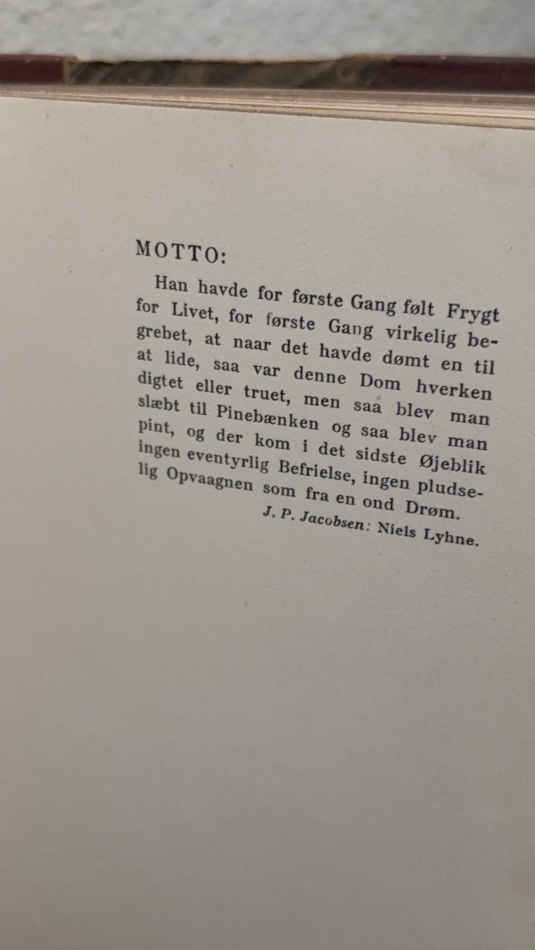 MOTTO:
Han havde for første Gang følt Frygt
for Livet, for første Gang virkelig be-
grebet, at naar det havde dømt en til
at lide, saa var denne Dom hverken
digtet eller truet, men saa blev man
slæbt til Pinebænken og saa blev man
pint, og der kom i det sidste Øjeblik
ingen eventyrlig Befrielse, ingen pludse-
lig Opvaagnen som fra en ond Drøm.
J. P. Jacobsen: Niels Lyhne.